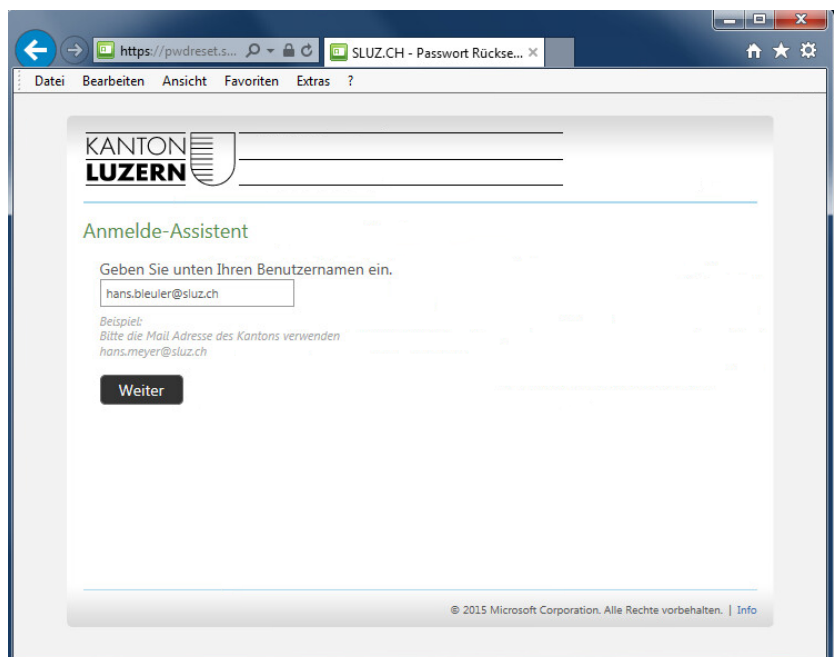 https://pwdreset.s...
SLUZ.CH - Passwort Rückse...
Datei Bearbeiten Ansicht Favoriten Extras ?
KANTON
LUZERN
Anmelde-Assistent
Geben Sie unten Ihren Benutzernamen ein.
hans.bleuler@sluz.ch
Beispiel:
Bitte die Mail Adresse des Kantons verwenden
hans.meyer@sluz.ch
Weiter
© 2015 Microsoft Corporation. Alle Rechte vorbehalten. | Info